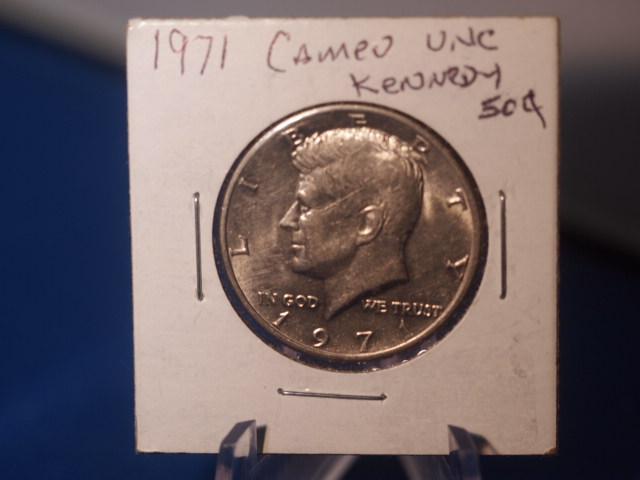 1971 Cameo UNC
Kennedy
50¢
LIBERTY
IN GOD WE TRUST
1971